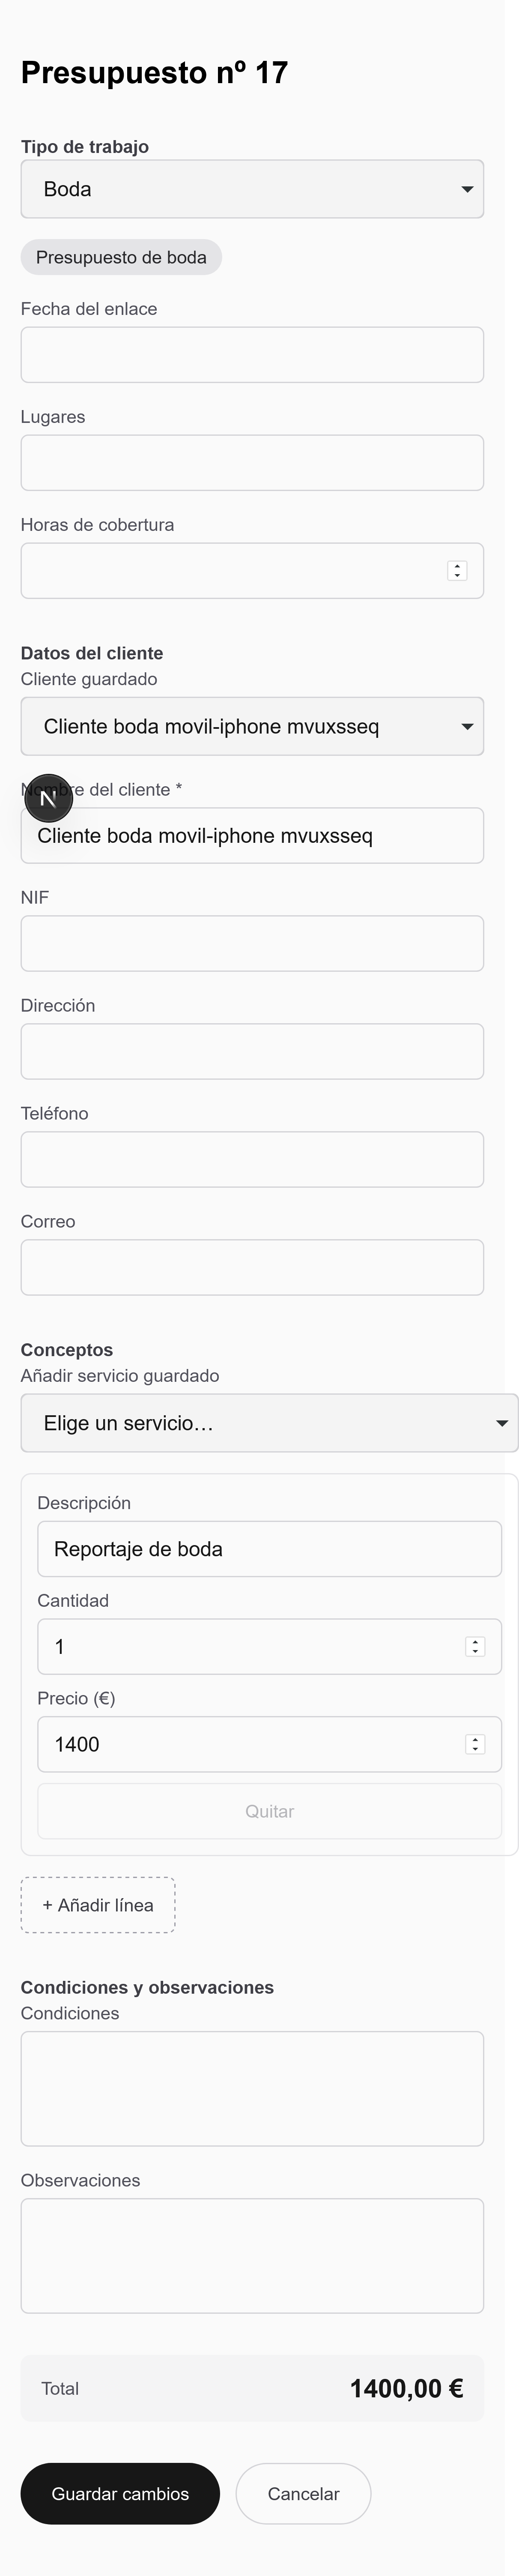 Presupuesto nº 17
Tipo de trabajo
Boda
Presupuesto de boda
Fecha del enlace
Lugares
Horas de cobertura
Datos del cliente
Cliente guardado
Cliente boda movil-iphone mvuxsseq
Nombre del cliente *
N
Cliente boda movil-iphone mvuxsseq
NIF
Dirección
Teléfono
Correo
Conceptos
Añadir servicio guardado
Elige un servicio…
Descripción
Reportaje de boda
Cantidad
1
Precio (€)
1400
Quitar
+ Añadir línea
Condiciones y observaciones
Condiciones
Observaciones
Total 1400,00 €
Guardar cambios Cancelar